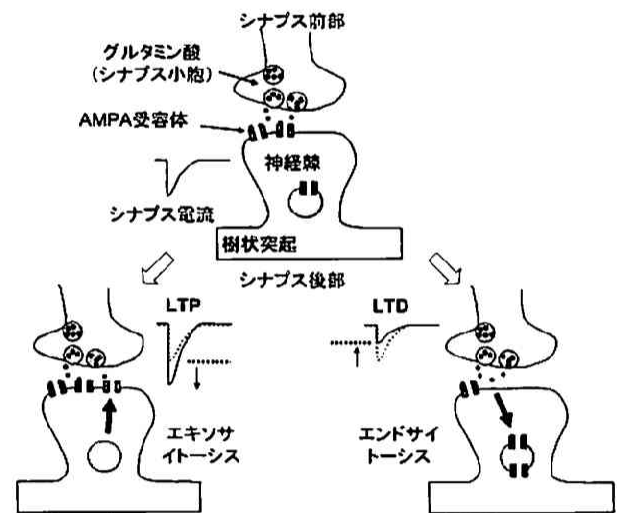 シナプス前部
グルタミン酸
(シナプス小胞)
AMPA受容体
神経棘
シナプス電流
樹状突起
シナプス後部
LTP
LTD
エキソサ
イトーシス
エンドサイ
トーシス